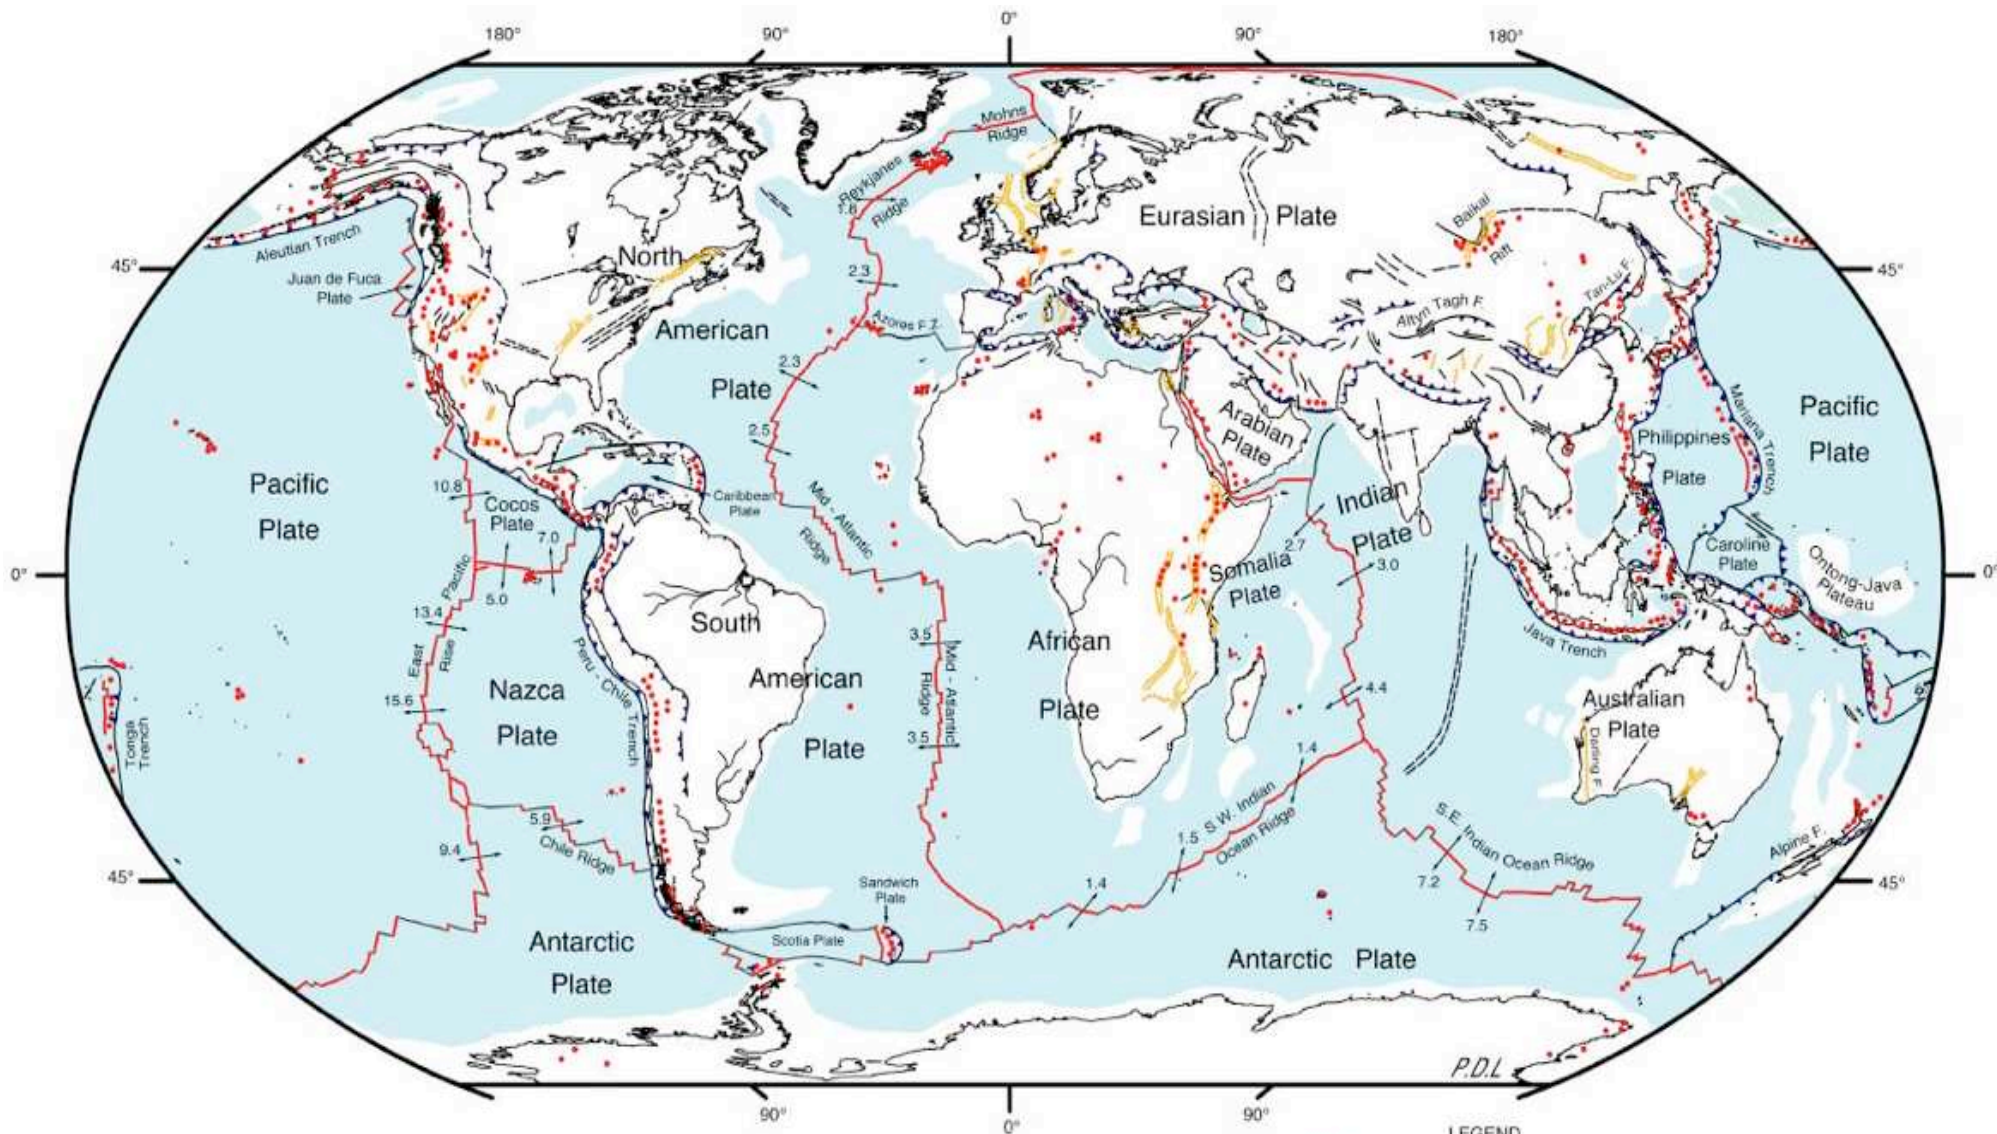 0°
180°
90°
90°
180°
Mohns
Ridge
Reykjanes
Ridge
1.8
Eurasian Plate
Baikal
Rift
Aleutian Trench
North
45°
45°
Juan de Fuca
Plate
2.3
Tan-Lu F.
Altyn Tagh F.
Azores F.Z.
American
Plate
2.3
2.5
Arabian
Plate
Mariana Trench
Pacific
Plate
Philippines
Plate
Pacific
Plate
10.8
Cocos
Plate
7.0
Caribbean
Plate
Mid - Atlantic
Ridge
Indian
Plate
2.7
3.0
Caroline
Plate
Ontong-Java
Plateau
0°
0°
5.0
Somalia
Plate
13.4
East Pacific
Rise
South
American
Plate
3.5
Mid - Atlantic
Ridge
3.5
African
Plate
Java Trench
Peru - Chile Trench
Nazca
Plate
15.6
4.4
Australian
Plate
Darling F.
Tonga
Trench
1.4
S.W. Indian
Ocean Ridge
1.5
5.9
Chile Ridge
9.4
S.E. Indian Ocean Ridge
Alpine F.
45°
45°
7.2
7.5
1.4
Sandwich
Plate
Scotia Plate
Antarctic
Plate
Antarctic Plate
P.D.L
90°
0°
90°
LEGEND